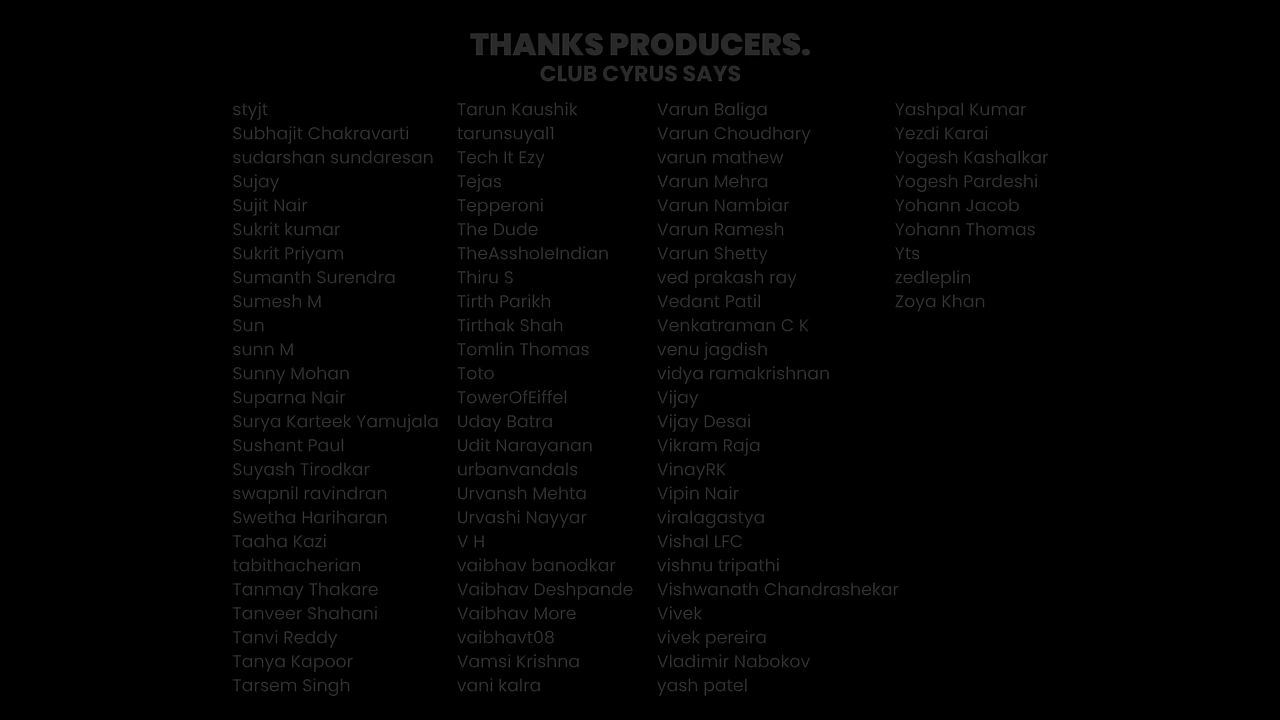 THANKS PRODUCERS.
CLUB CYRUS SAYS
styjt
Subhajit Chakravarti
sudarshan sundaresan
Sujay
Sujit Nair
Sukrit kumar
Sukrit Priyam
Sumanth Surendra
Sumesh M
Sun
sunn M
Sunny Mohan
Suparna Nair
Surya Karteek Yamujala
Sushant Paul
Suyash Tirodkar
swapnil ravindran
Swetha Hariharan
Taaha Kazi
tabithacherian
Tanmay Thakare
Tanveer Shahani
Tanvi Reddy
Tanya Kapoor
Tarsem Singh
Tarun Kaushik
tarunsuyal1
Tech It Ezy
Tejas
Tepperoni
The Dude
TheAssholeIndian
Thiru S
Tirth Parikh
Tirthak Shah
Tomlin Thomas
Toto
TowerOfEiffel
Uday Batra
Udit Narayanan
urbanvandals
Urvansh Mehta
Urvashi Nayyar
V H
vaibhav banodkar
Vaibhav Deshpande
Vaibhav More
vaibhavt08
Vamsi Krishna
vani kalra
Varun Baliga
Varun Choudhary
varun mathew
Varun Mehra
Varun Nambiar
Varun Ramesh
Varun Shetty
ved prakash ray
Vedant Patil
Venkatraman C K
venu jagdish
vidya ramakrishnan
Vijay
Vijay Desai
Vikram Raja
VinayRK
Vipin Nair
viralagastya
Vishal LFC
vishnu tripathi
Vishwanath Chandrashekar
Vivek
vivek pereira
Vladimir Nabokov
yash patel
Yashpal Kumar
Yezdi Karai
Yogesh Kashalkar
Yogesh Pardeshi
Yohann Jacob
Yohann Thomas
Yts
zedleplin
Zoya Khan